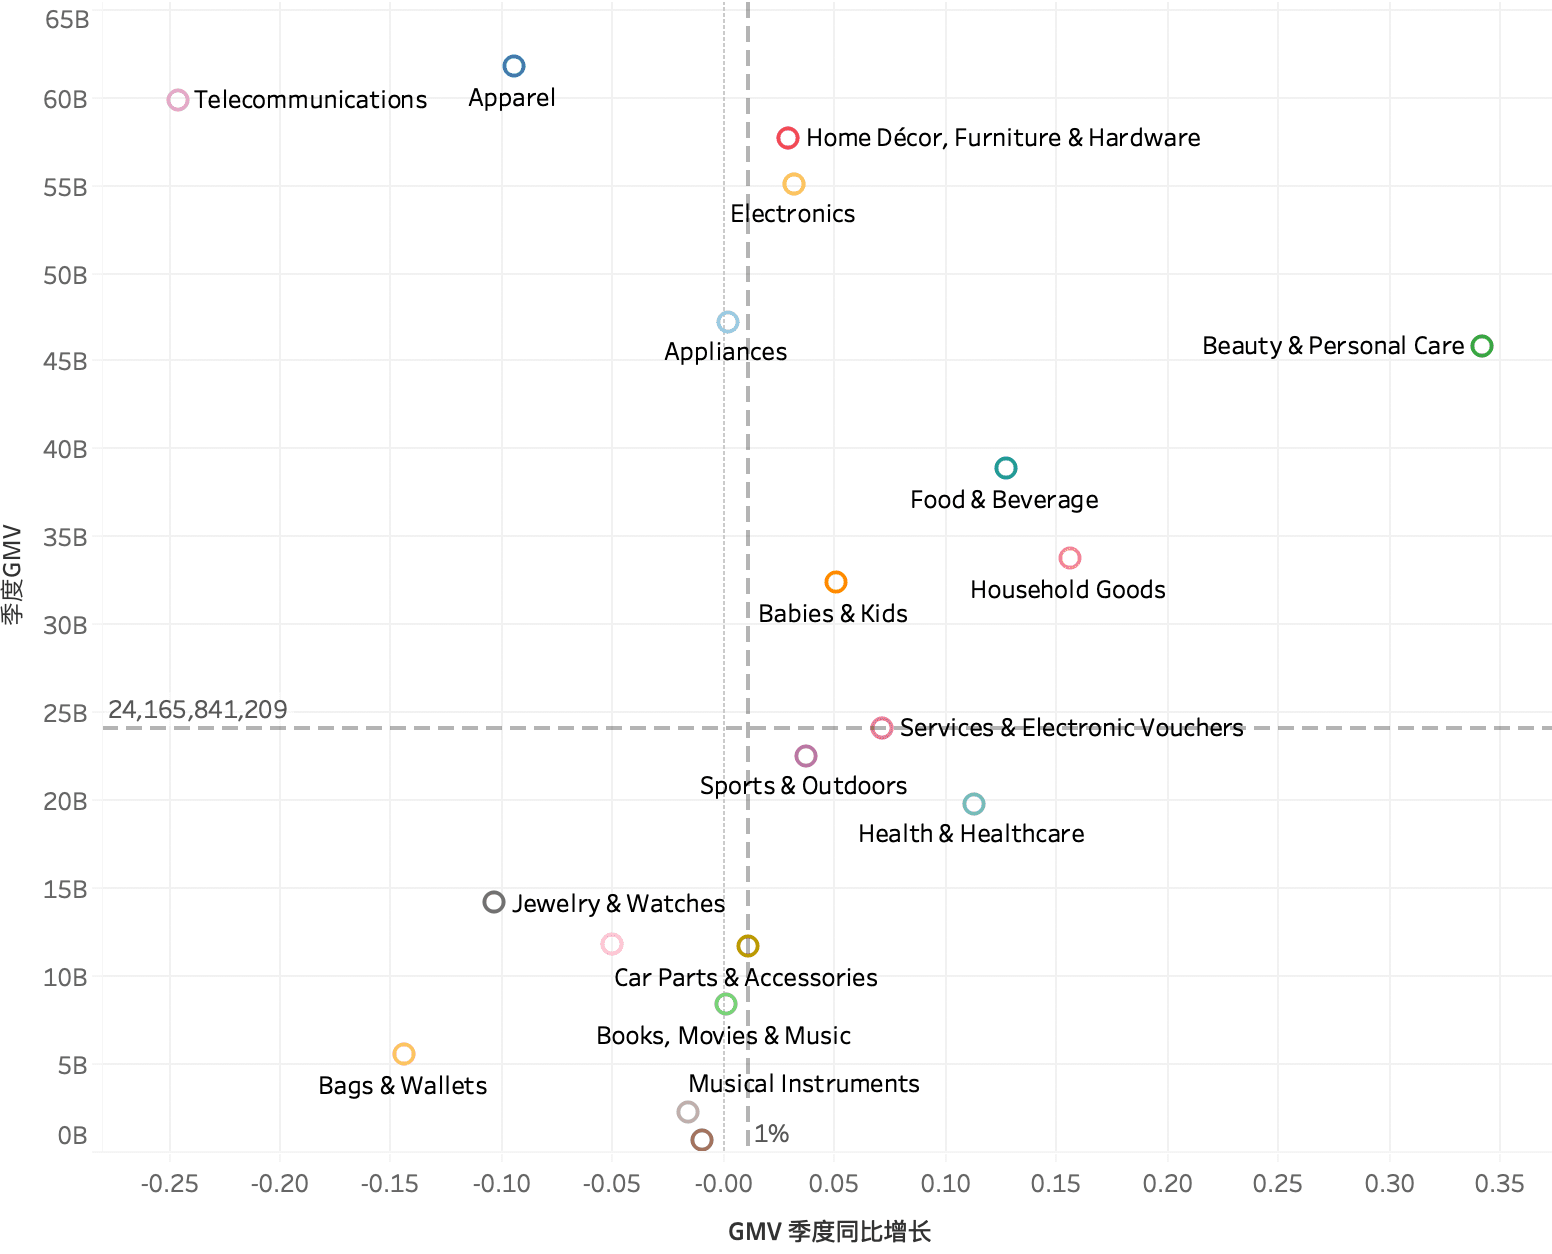 65B
Telecommunications
Apparel
60B
Home Décor, Furniture & Hardware
55B
Electronics
50B
Appliances
Beauty & Personal Care
45B
40B
Food & Beverage
35B
Household Goods
Babies & Kids
30B
季度GMV
24,165,841,209
25B
Services & Electronic Vouchers
Sports & Outdoors
20B
Health & Healthcare
15B
Jewelry & Watches
10B
Car Parts & Accessories
Books, Movies & Music
5B
Bags & Wallets
Musical Instruments
0B
1%
-0.25 -0.20 -0.15 -0.10 -0.05 -0.00 0.05 0.10 0.15 0.20 0.25 0.30 0.35
GMV 季度同比增长